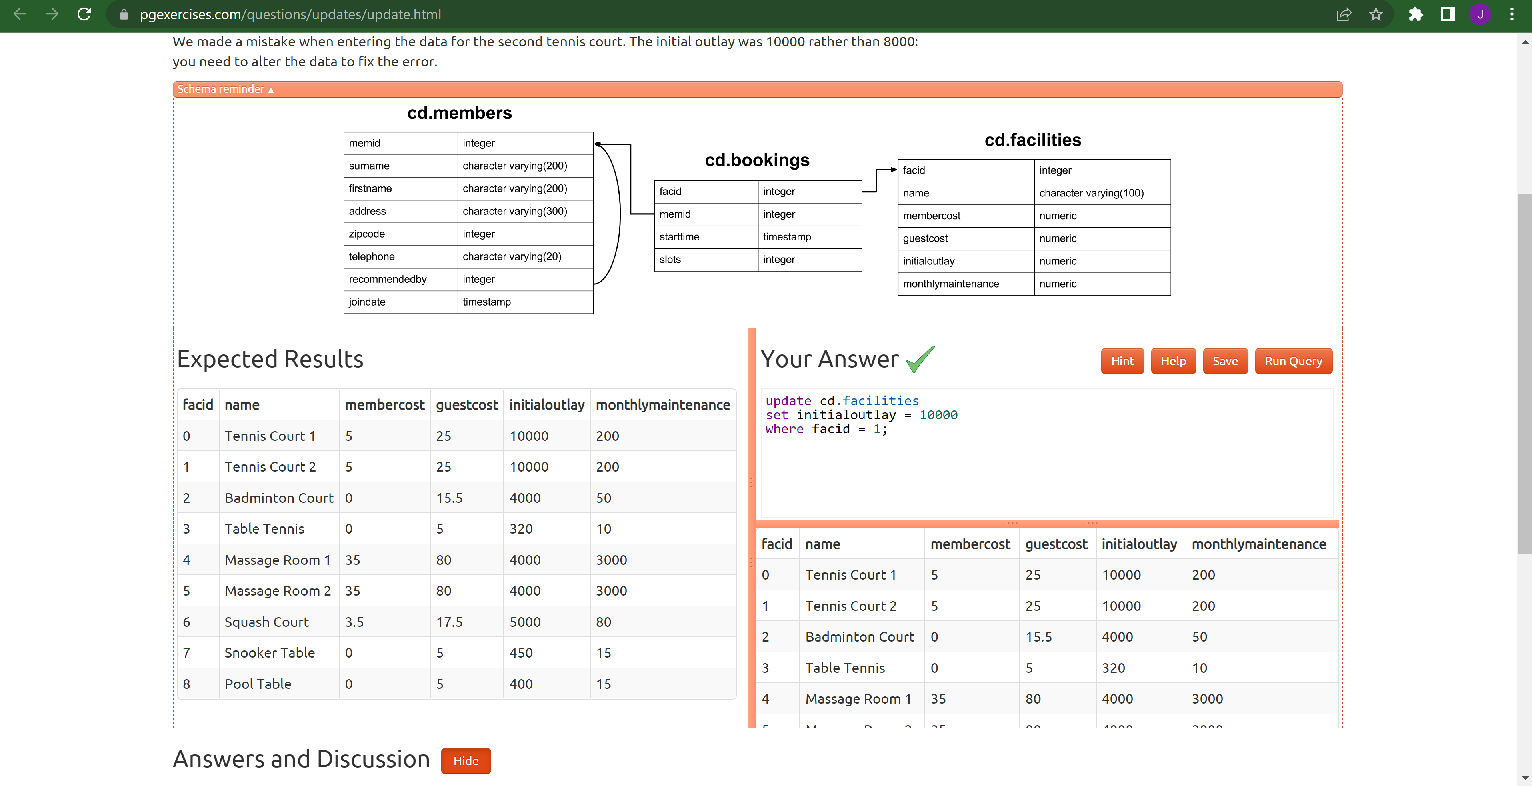 pgexercises.com/questions/updates/update.html
J
We made a mistake when entering the data for the second tennis court. The initial outlay was 10000 rather than 8000:
you need to alter the data to fix the error.
Schema reminder ▲
cd.members
memid integer
surname character varying(200)
firstname character varying(200)
address character varying(300)
zipcode integer
telephone character varying(20)
recommendedby integer
joindate timestamp
cd.bookings
facid integer
memid integer
starttime timestamp
slots integer
cd.facilities
facid integer
name character varying(100)
membercost numeric
guestcost numeric
initialoutlay numeric
monthlymaintenance numeric
Expected Results
facid name membercost guestcost initialoutlay monthlymaintenance
0 Tennis Court 1 5 25 10000 200
1 Tennis Court 2 5 25 10000 200
2 Badminton Court 0 15.5 4000 50
3 Table Tennis 0 5 320 10
4 Massage Room 1 35 80 4000 3000
5 Massage Room 2 35 80 4000 3000
6 Squash Court 3.5 17.5 5000 80
7 Snooker Table 0 5 450 15
8 Pool Table 0 5 400 15
Your Answer
Hint Help Save Run Query
update cd.facilities
set initialoutlay = 10000
where facid = 1;
facid name membercost guestcost initialoutlay monthlymaintenance
0 Tennis Court 1 5 25 10000 200
1 Tennis Court 2 5 25 10000 200
2 Badminton Court 0 15.5 4000 50
3 Table Tennis 0 5 320 10
4 Massage Room 1 35 80 4000 3000
Answers and Discussion Hide